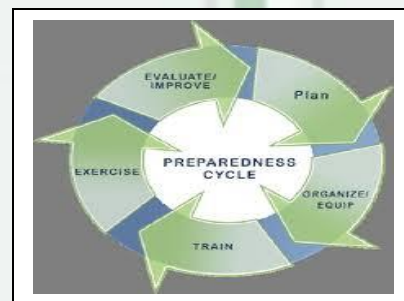 EVALUATE/
IMPROVE
Plan
PREPAREDNESS
CYCLE
EXERCISE
ORGANIZE/
EQUIP
TRAIN